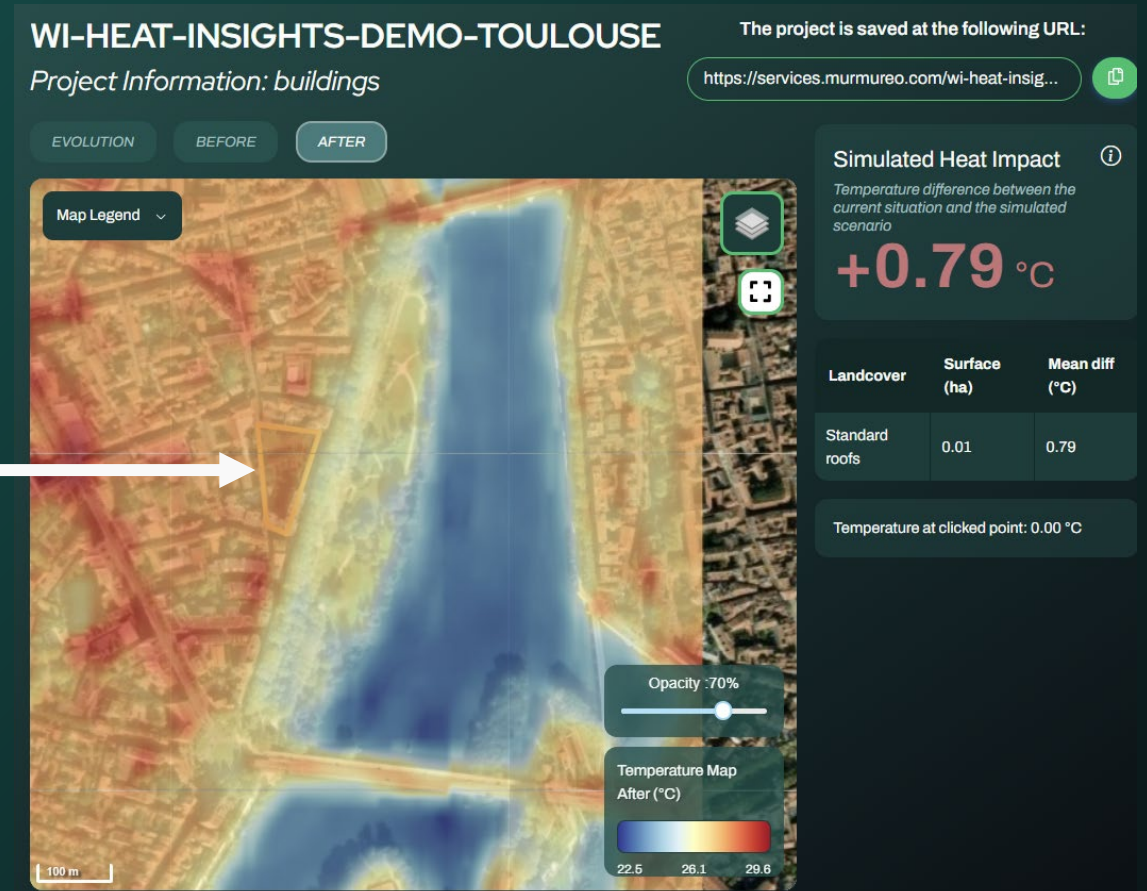 WI-HEAT-INSIGHTS-DEMO-TOULOUSE
Project Information: buildings
The project is saved at the following URL:
https://services.murmureo.com/wi-heat-insig...
EVOLUTION
BEFORE
AFTER
Map Legend
Simulated Heat Impact
Temperature difference between the
current situation and the simulated
scenario
+0.79 °C
Landcover
Surface
(ha)
Mean diff
(°C)
Standard
roofs
0.01
0.79
Temperature at clicked point: 0.00 °C
Opacity :70%
Temperature Map
After (°C)
22.5 26.1 29.6
100 m